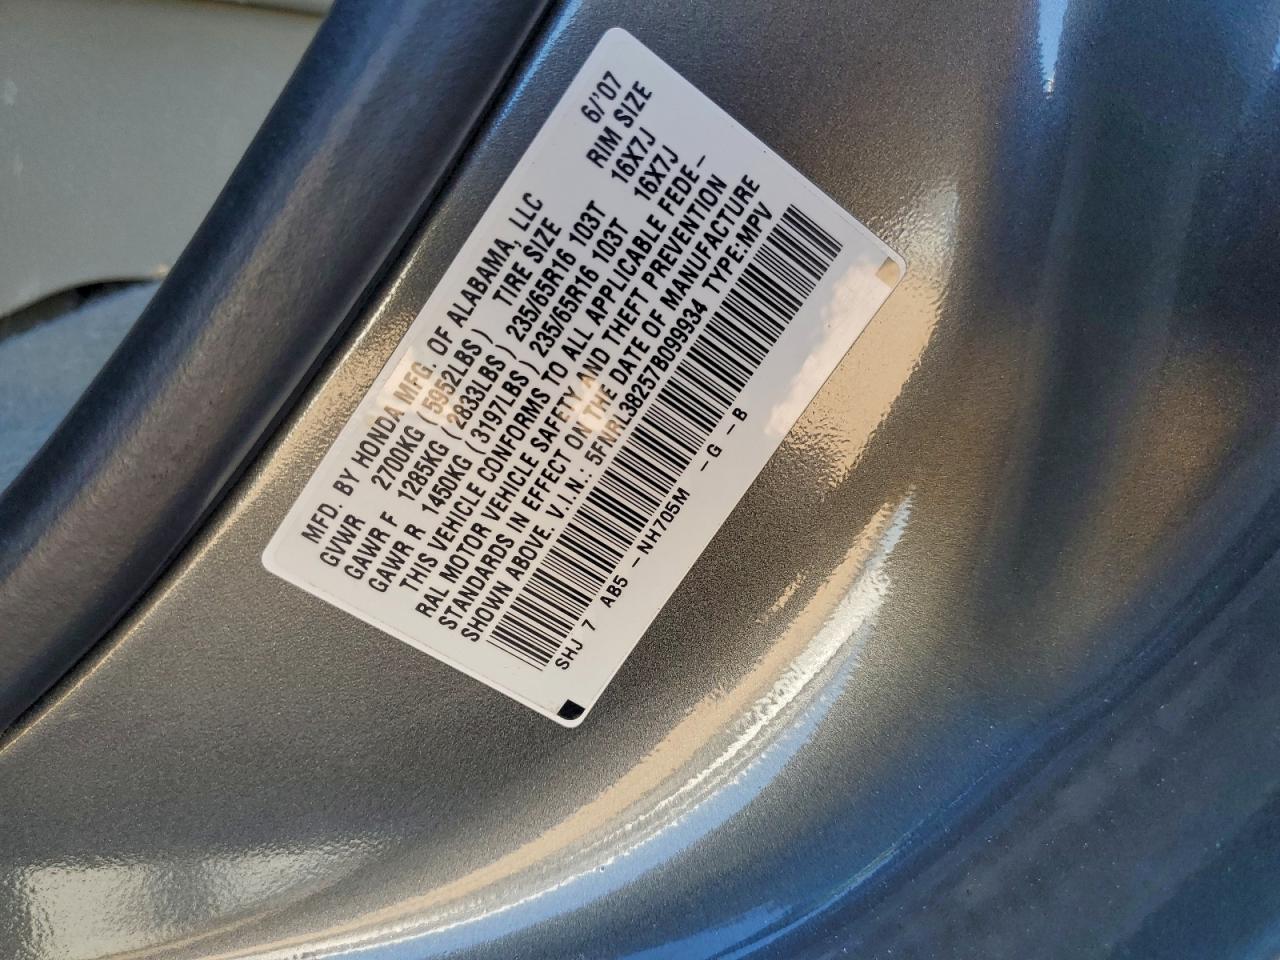 MFD. BY HONDA MFG. OF ALABAMA, LLC 6/'07
GVWR 2700KG (5952LBS) TIRE SIZE RIM SIZE
GAWR F 1285KG (2833LBS) 235/65R16 103T 16X7J
GAWR R 1450KG (3197LBS) 235/65R16 103T 16X7J
THIS VEHICLE CONFORMS TO ALL APPLICABLE FEDE-
RAL MOTOR VEHICLE SAFETY AND THEFT PREVENTION
STANDARDS IN EFFECT ON THE DATE OF MANUFACTURE
SHOWN ABOVE V.I.N.: 5FNRL38257B099934 TYPE:MPV
SHJ 7 AB5 - NH705M - G - B